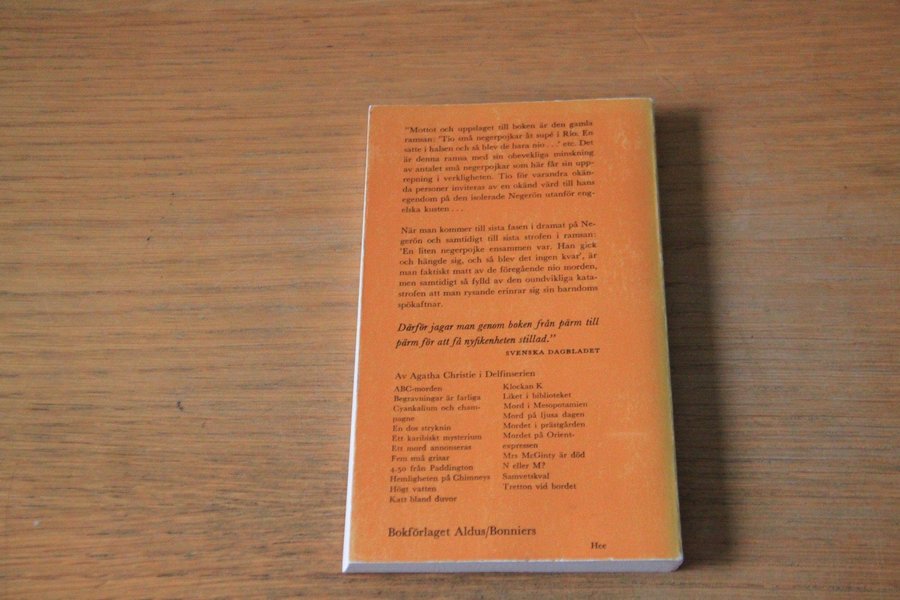 "Mottot och uppslaget till boken är den gamla
ramsan: 'Tio små negerpojkar åt supé i Rio. En
satte i halsen och så blev de bara nio . . .' etc. Det
är denna ramsa med sin obevekliga minskning
av antalet små negerpojkar som här får sin upp-
repning i verkligheten. Tio för varandra okän-
da personer inviteras av en okänd värd till hans
egendom på den isolerade Negerön utanför eng-
elska kusten . . .
När man kommer till sista fasen i dramat på Ne-
gerön och samtidigt till sista strofen i ramsan:
'En liten negerpojke ensammen var. Han gick
och hängde sig, och så blev det ingen kvar', är
man faktiskt matt av de föregående nio morden,
men samtidigt så fylld av den oundvikliga kata-
strofen att man rysande erinrar sig sin barndoms
spökaftnar.
Därför jagar man genom boken från pärm till
pärm för att få nyfikenheten stillad."
SVENSKA DAGBLADET
Av Agatha Christie i Delfinserien
ABC-morden
Begravningar är farliga
Cyankalium och cham-
pagne
En dos stryknin
Ett karibiskt mysterium
Ett mord annonseras
Fem små grisar
4.50 från Paddington
Hemligheten på Chimneys
Högt vatten
Katt bland duvor
Klockan K
Liket i biblioteket
Mord i Mesopotamien
Mord på ljusa dagen
Mordet i prästgården
Mordet på Orient-
expressen
Mrs McGinty är död
N eller M?
Samvetskval
Tretton vid bordet
Bokförlaget Aldus/Bonniers
Hee